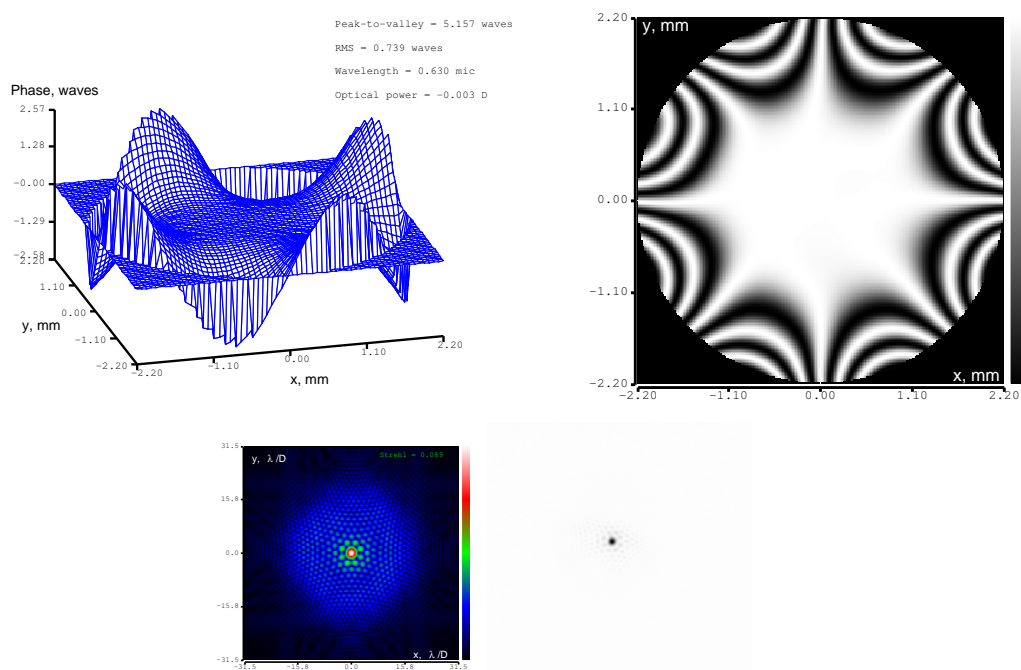 Peak-to-valley = 5.157 waves
RMS = 0.739 waves
Wavelength = 0.630 mic
Optical power = -0.003 D
Phase, waves
2.57
1.28
-0.00
-1.29
-2.58
2.20
1.10
0.00
-1.10
-2.20
y, mm
-2.20
-1.10
0.00
1.10
2.20
x, mm
2.20
y, mm
1.10
0.00
-1.10
-2.20
x, mm
-2.20
-1.10
0.00
1.10
2.20
31.5
y, λ/D
Strehl = 0.089
15.8
0.0
-15.8
-31.5
x, λ/D
-31.5
-15.8
0.0
15.8
31.5